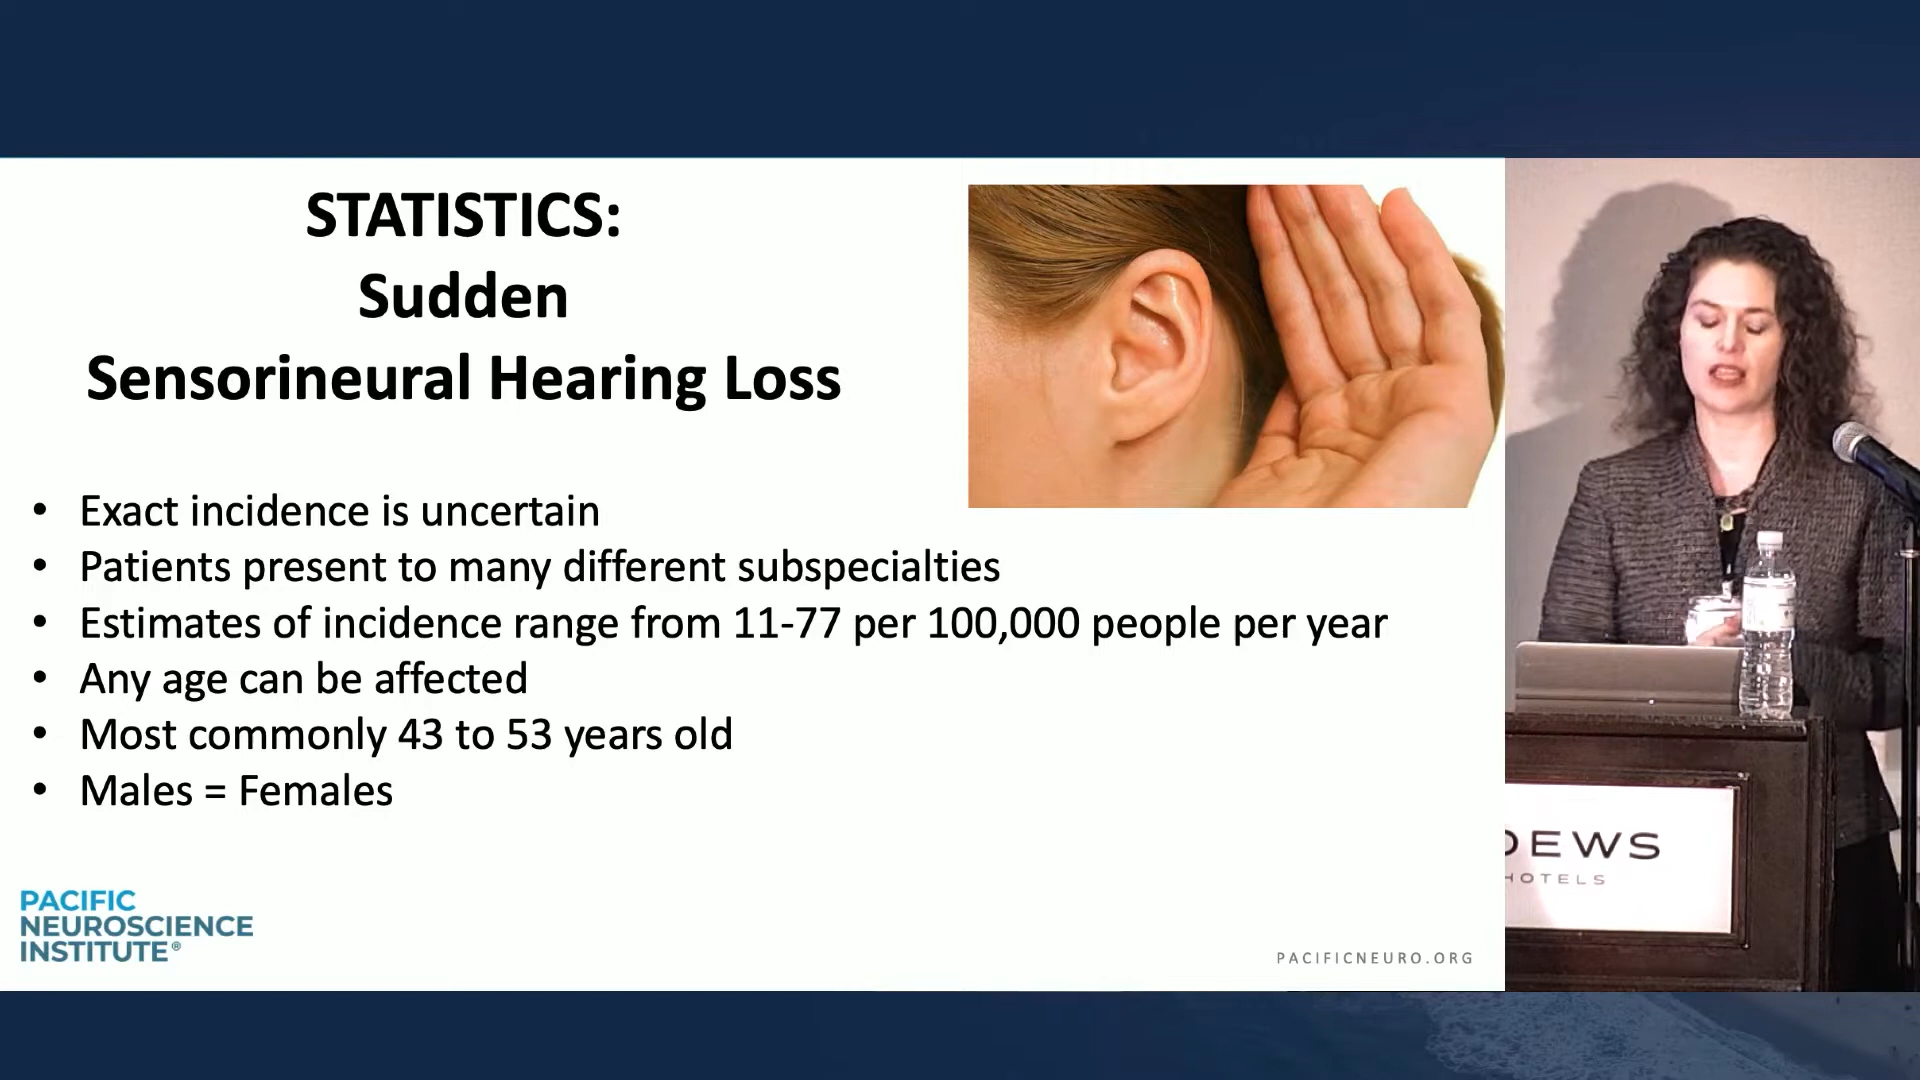 STATISTICS:
Sudden
Sensorineural Hearing Loss
• Exact incidence is uncertain
• Patients present to many different subspecialties
• Estimates of incidence range from 11-77 per 100,000 people per year
• Any age can be affected
• Most commonly 43 to 53 years old
• Males = Females
PACIFIC
NEUROSCIENCE
INSTITUTE®
PACIFICNEURO.ORG
OEWS
HOTELS